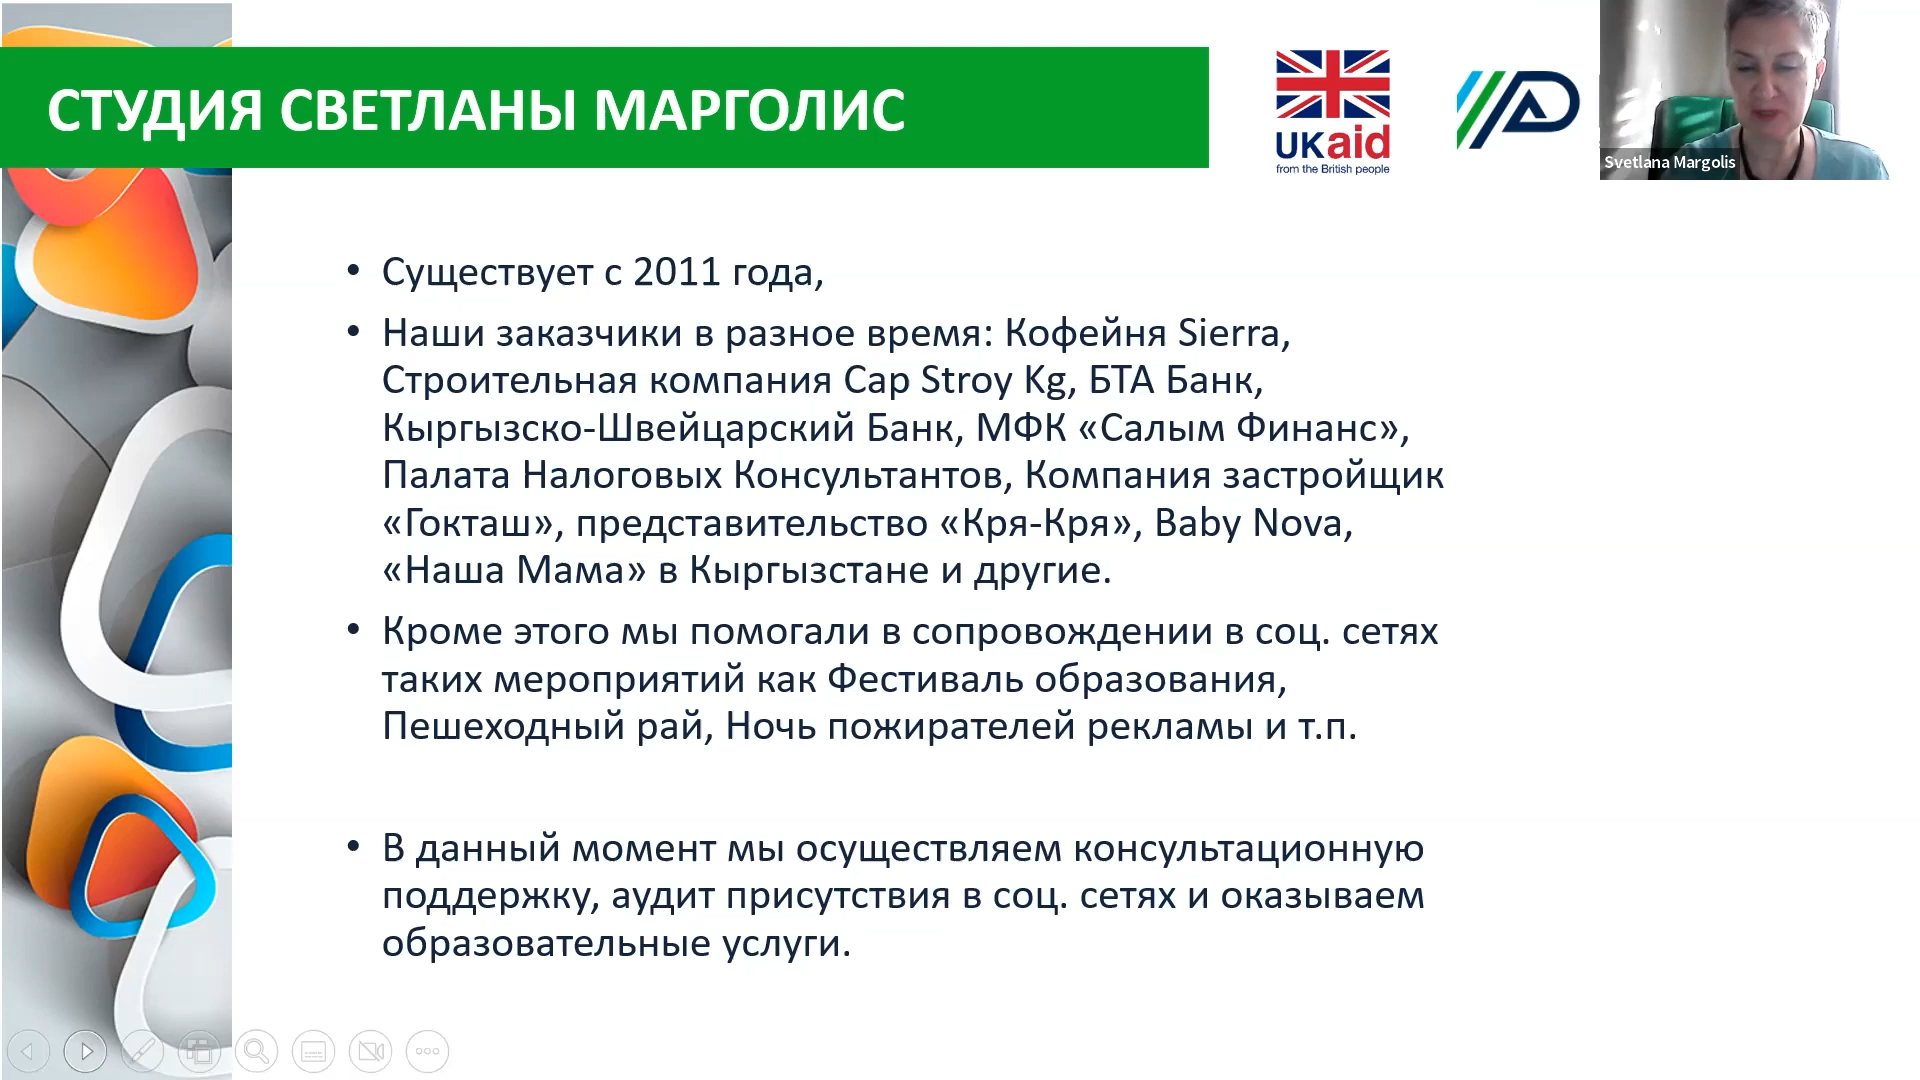 СТУДИЯ СВЕТЛАНЫ МАРГОЛИС
UKaid
from the British people
Svetlana Margolis
• Существует с 2011 года,
• Наши заказчики в разное время: Кофейня Sierra,
Строительная компания Cap Stroy Kg, БТА Банк,
Кыргызско-Швейцарский Банк, МФК «Салым Финанс»,
Палата Налоговых Консультантов, Компания застройщик
«Гокташ», представительство «Кря-Кря», Baby Nova,
«Наша Мама» в Кыргызстане и другие.
• Кроме этого мы помогали в сопровождении в соц. сетях
таких мероприятий как Фестиваль образования,
Пешеходный рай, Ночь пожирателей рекламы и т.п.
• В данный момент мы осуществляем консультационную
поддержку, аудит присутствия в соц. сетях и оказываем
образовательные услуги.